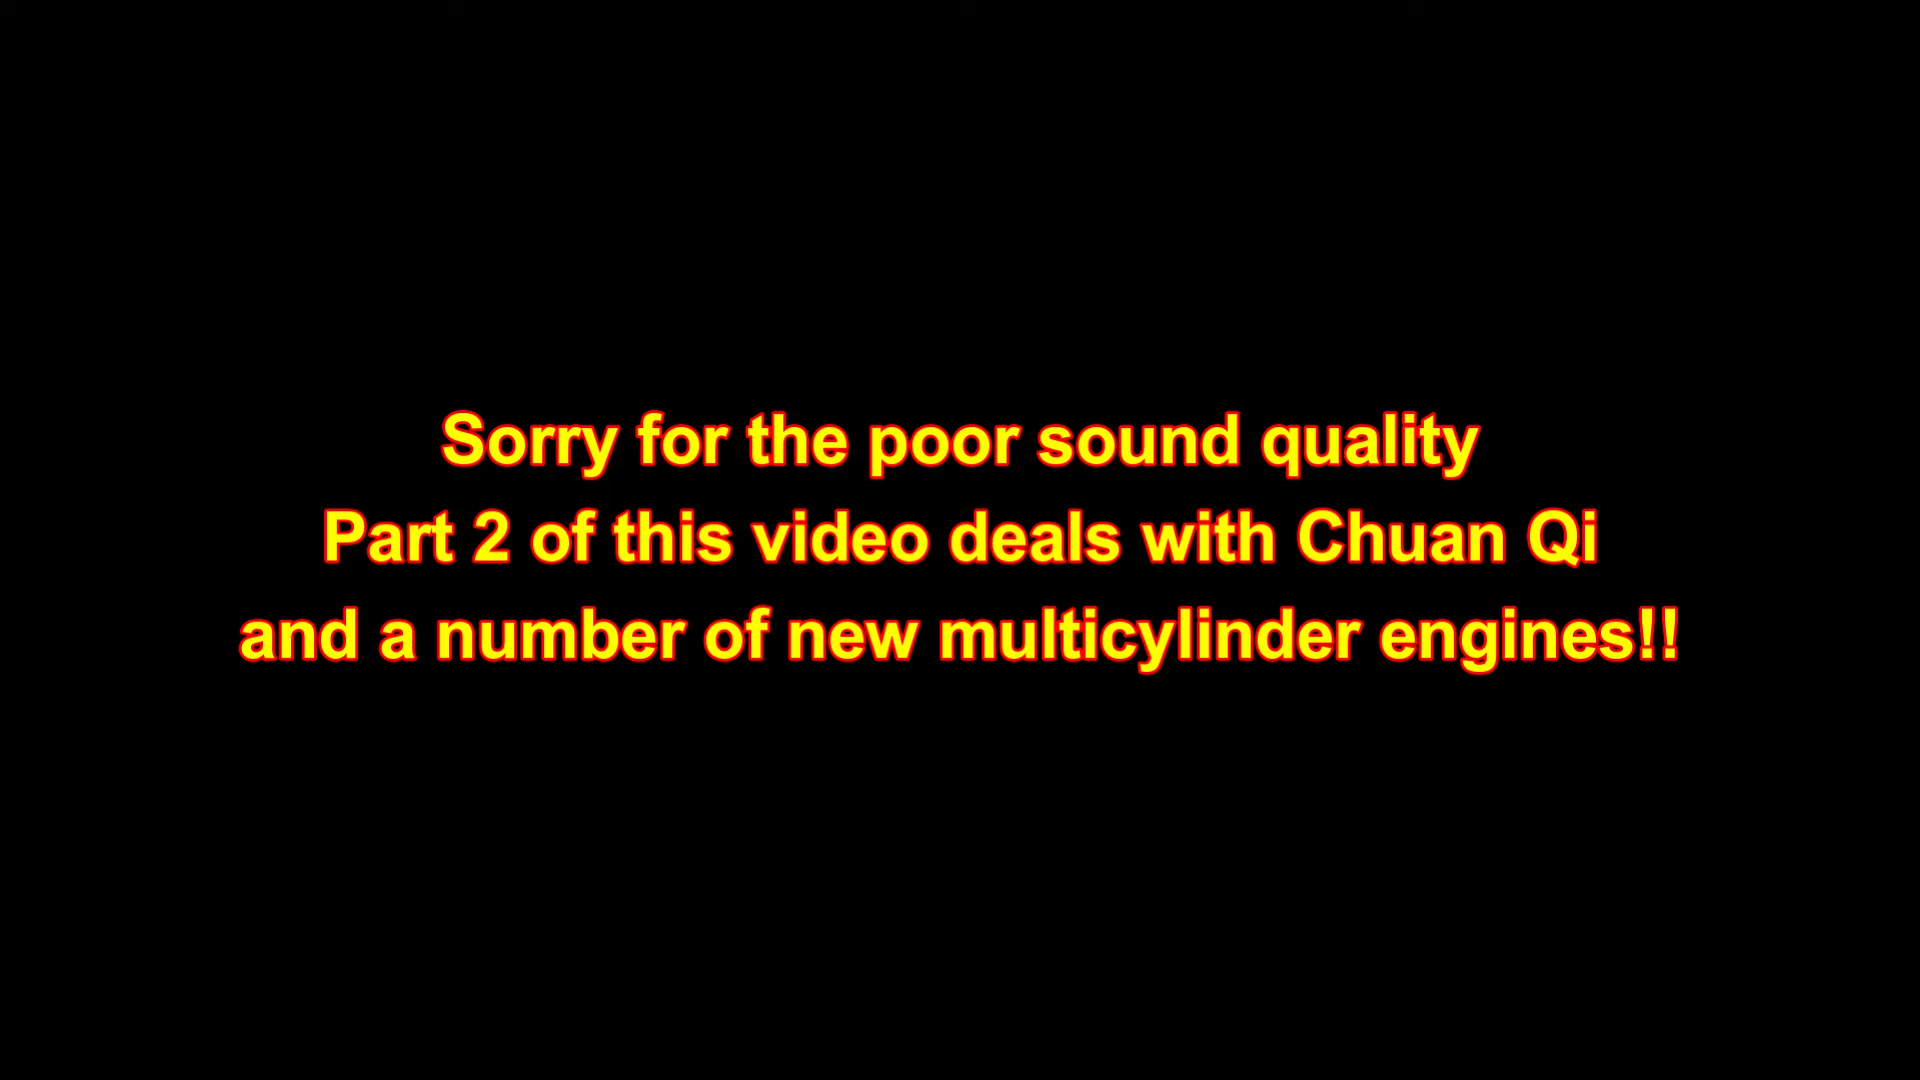 Sorry for the poor sound quality
Part 2 of this video deals with Chuan Qi
and a number of new multicylinder engines!!